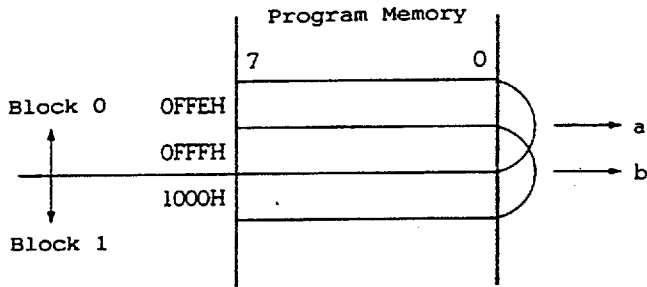 Program Memory
7 0
Block 0
0FFEH
a
0FFFH
b
1000H
Block 1